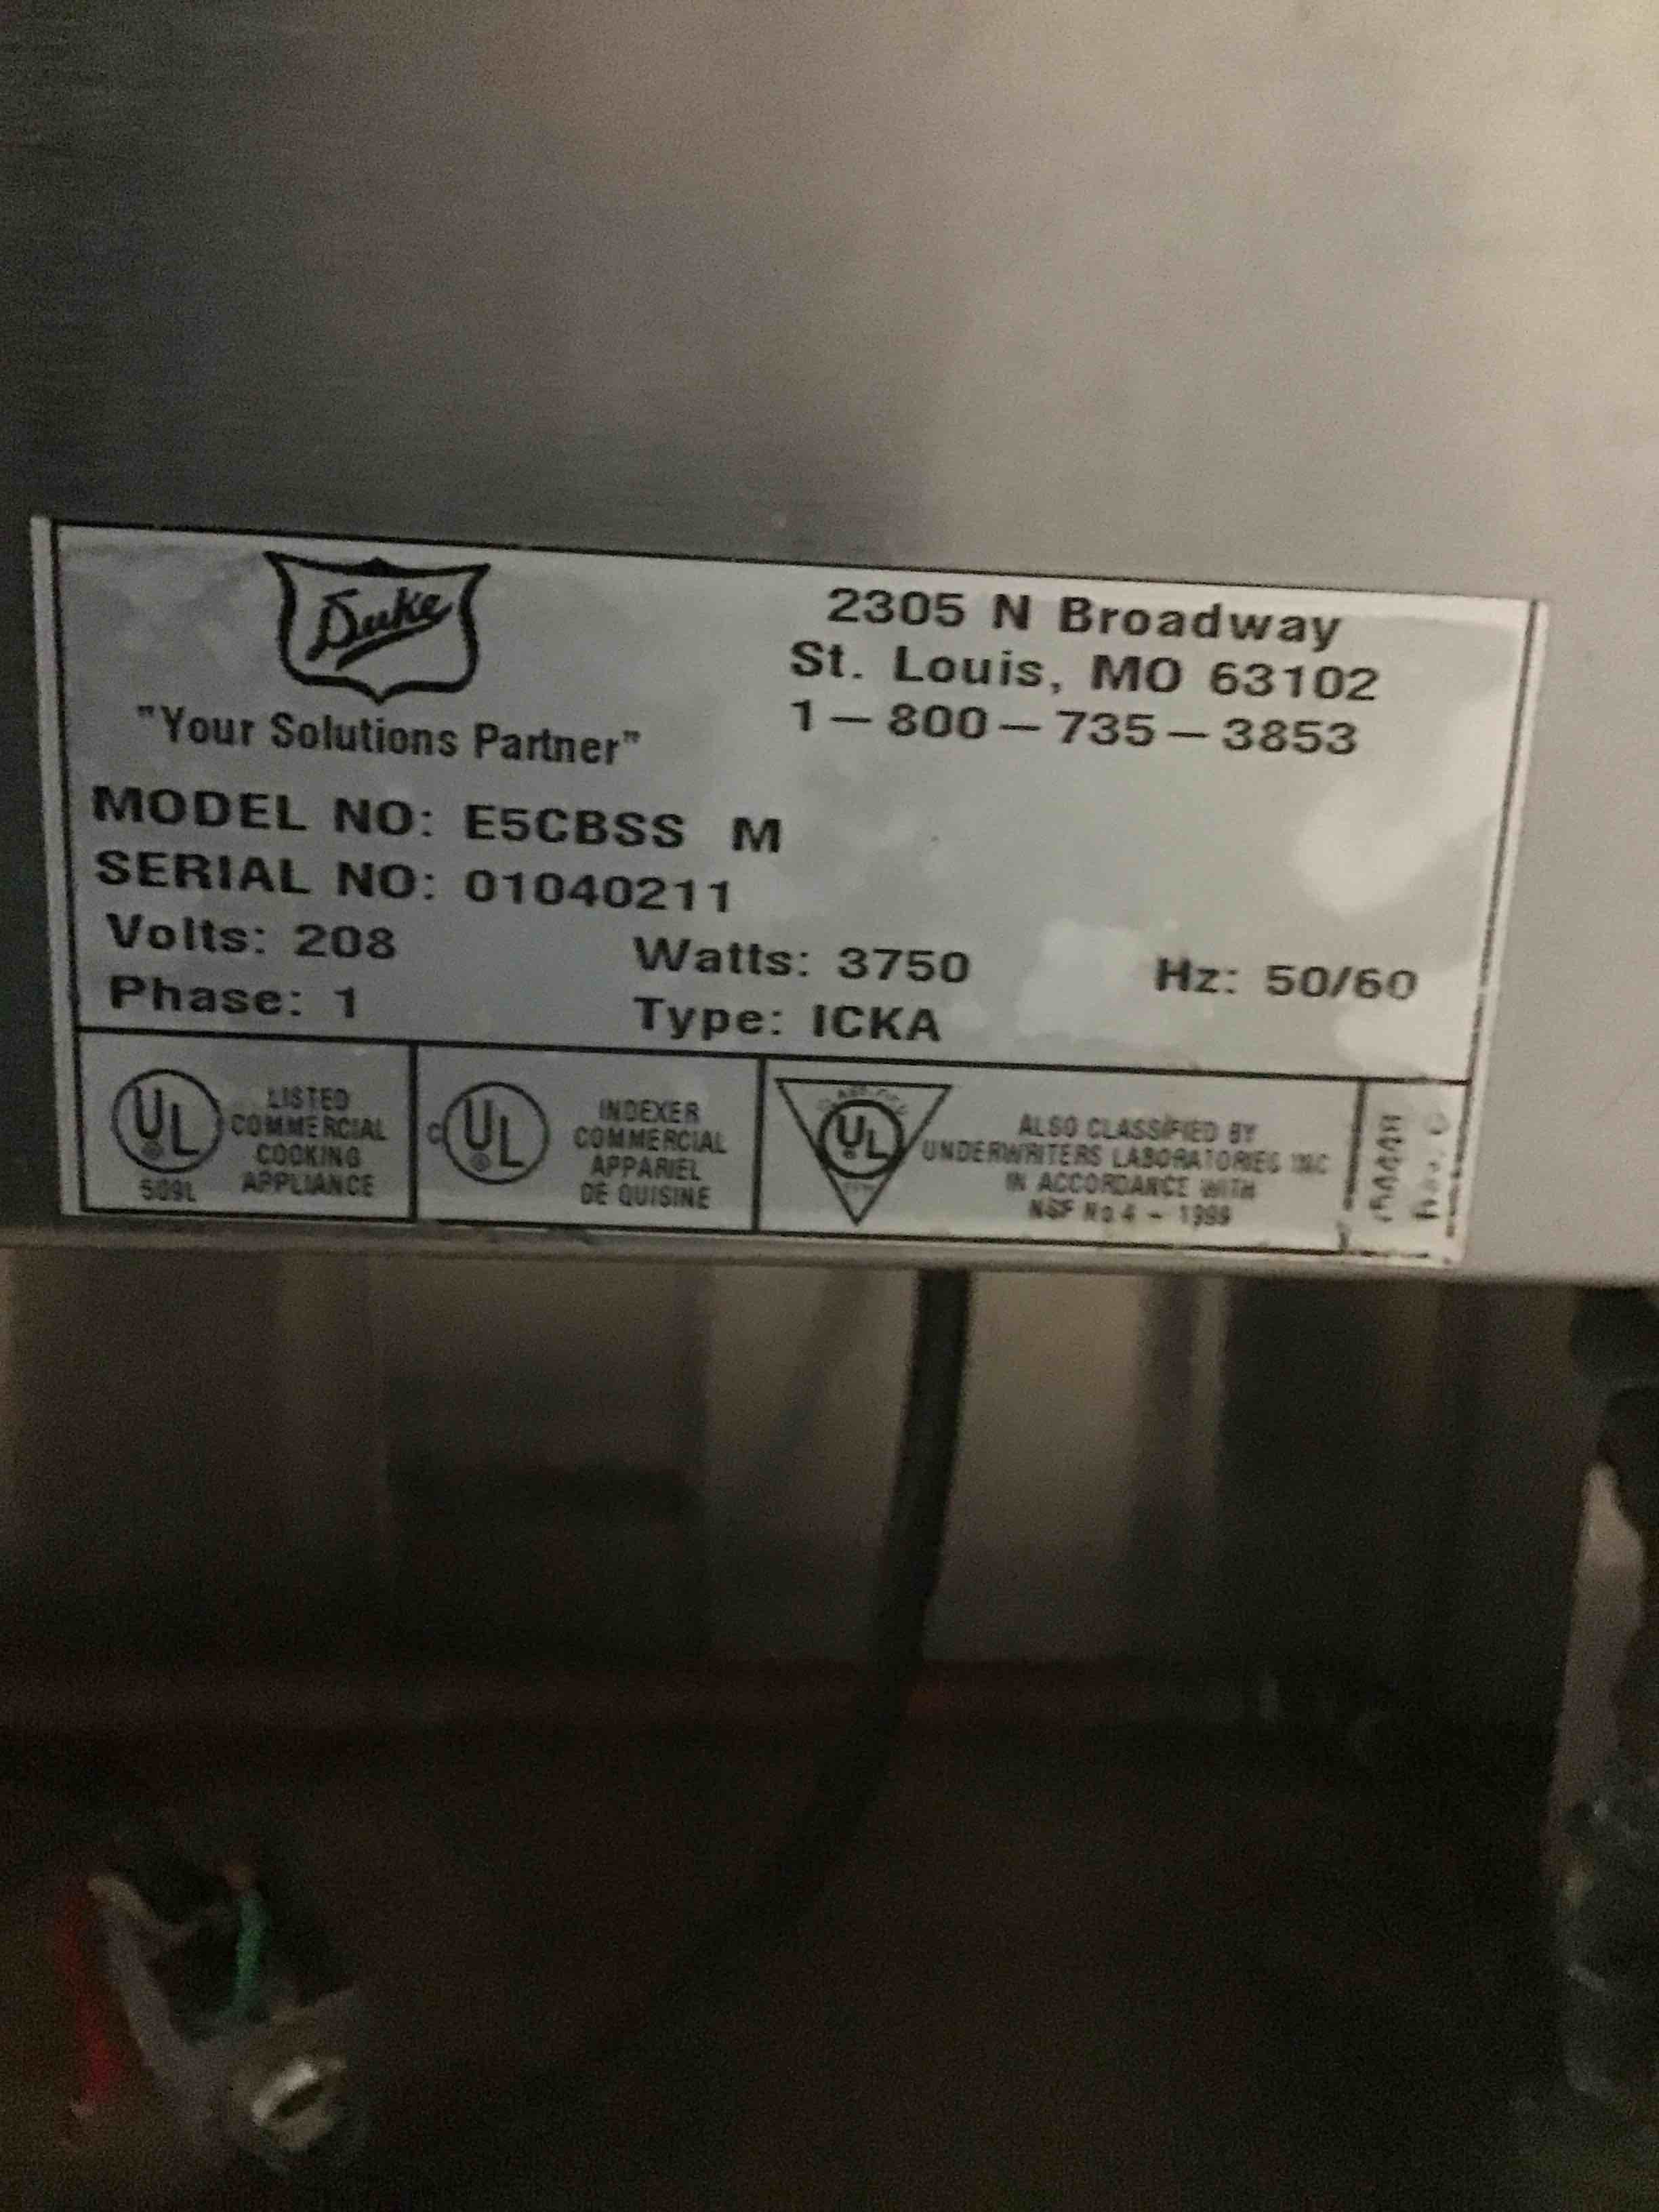 Duke
"Your Solutions Partner"
2305 N Broadway
St. Louis, MO 63102
1-800-735-3853
MODEL NO: E5CBSS M
SERIAL NO: 01040211
Volts: 208 Watts: 3750 Hz: 50/60
Phase: 1 Type: ICKA
UL
®
509L
LISTED
COMMERCIAL
COOKING
APPLIANCE
C UL
®
INDEXER
COMMERCIAL
APPARIEL
DE QUISINE
UL
®
ALSO CLASSIFIED BY
UNDERWRITERS LABORATORIES INC
IN ACCORDANCE WITH
NSF No 4 - 1999